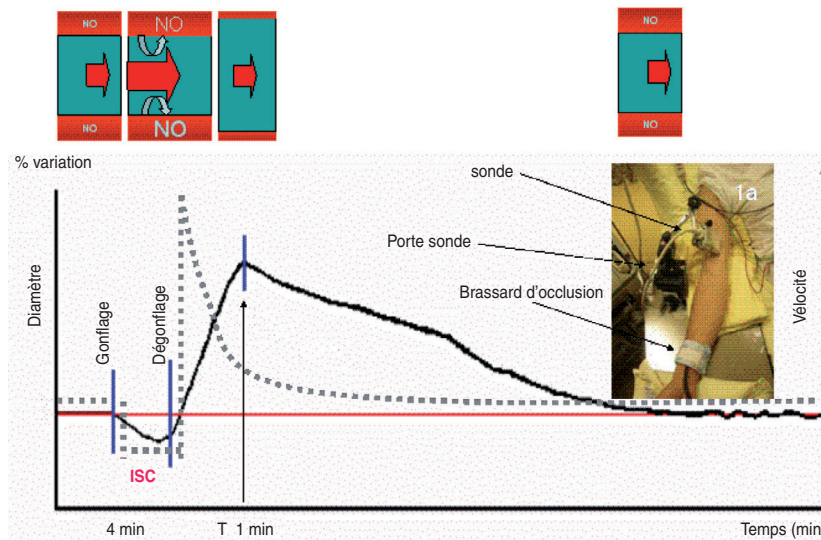 NO NO
NO NO
NO
NO
% variation
Diamètre
Gonflage
Dégonflage
ISC
sonde
Porte sonde
Brassard d'occlusion
1a
Vélocité
4 min
T 1 min
Temps (min